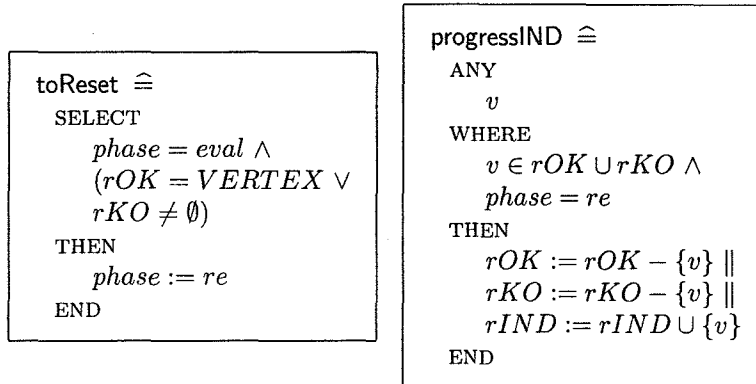 toReset ≙
SELECT
phase = eval ∧
(rOK = VERTEX ∨
rKO ≠ ∅)
THEN
phase := re
END
progressIND ≙
ANY
v
WHERE
v ∈ rOK ∪ rKO ∧
phase = re
THEN
rOK := rOK − {v} ||
rKO := rKO − {v} ||
rIND := rIND ∪ {v}
END